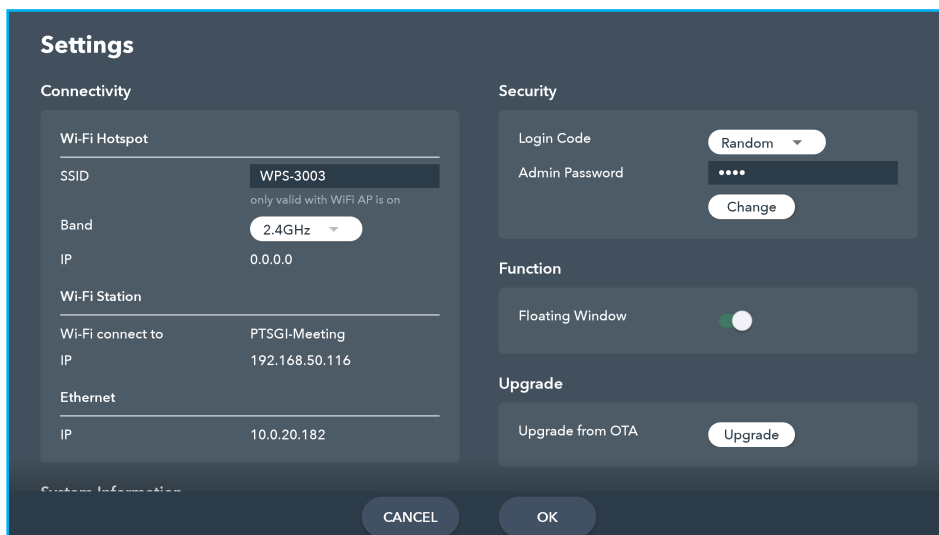 Settings
Connectivity
Wi-Fi Hotspot
SSID WPS-3003
only valid with WiFi AP is on
Band 2.4GHz
IP 0.0.0.0
Wi-Fi Station
Wi-Fi connect to PTSGI-Meeting
IP 192.168.50.116
Ethernet
IP 10.0.20.182
System Information
Security
Login Code Random
Admin Password ••••
Change
Function
Floating Window
Upgrade
Upgrade from OTA Upgrade
CANCEL OK